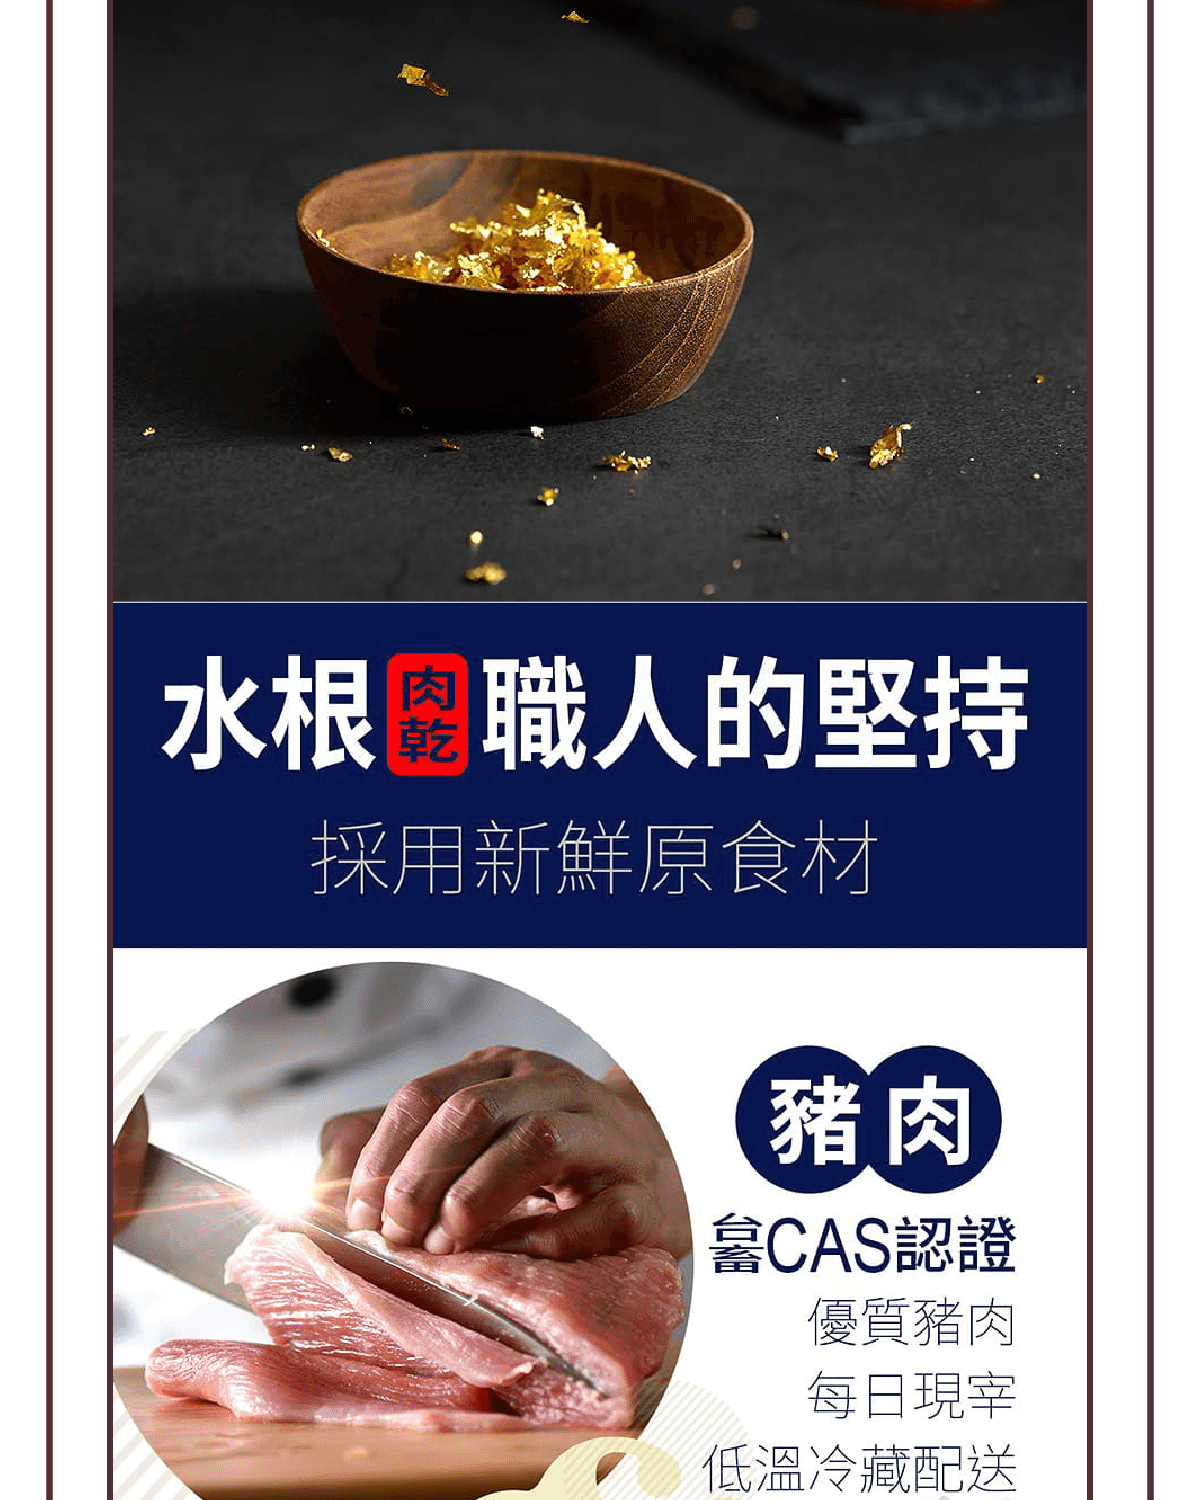 水根肉乾職人的堅持
採用新鮮原食材
豬肉
台畜CAS認證
優質豬肉
每日現宰
低溫冷藏配送